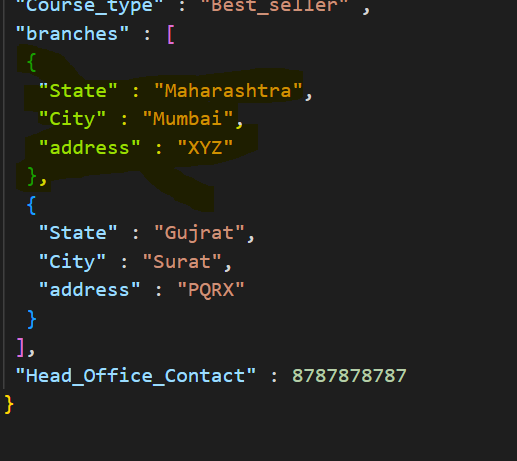 "Course_type" : "Best_seller" ,
"branches" : [
{
"State" : "Maharashtra",
"City" : "Mumbai",
"address" : "XYZ"
},
{
"State" : "Gujrat",
"City" : "Surat",
"address" : "PQRX"
}
],
"Head_Office_Contact" : 8787878787
}